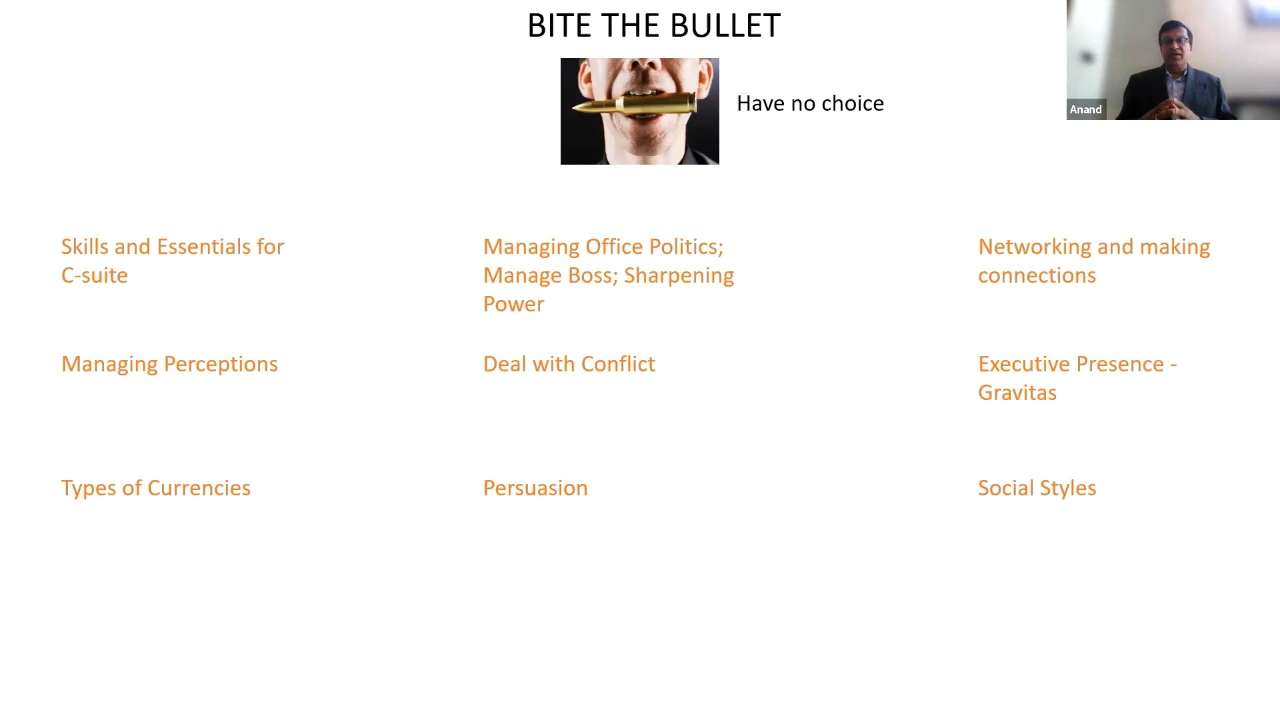 BITE THE BULLET
Anand
Have no choice
Skills and Essentials for
C-suite
Managing Office Politics;
Manage Boss; Sharpening
Power
Networking and making
connections
Managing Perceptions
Deal with Conflict
Executive Presence -
Gravitas
Types of Currencies
Persuasion
Social Styles